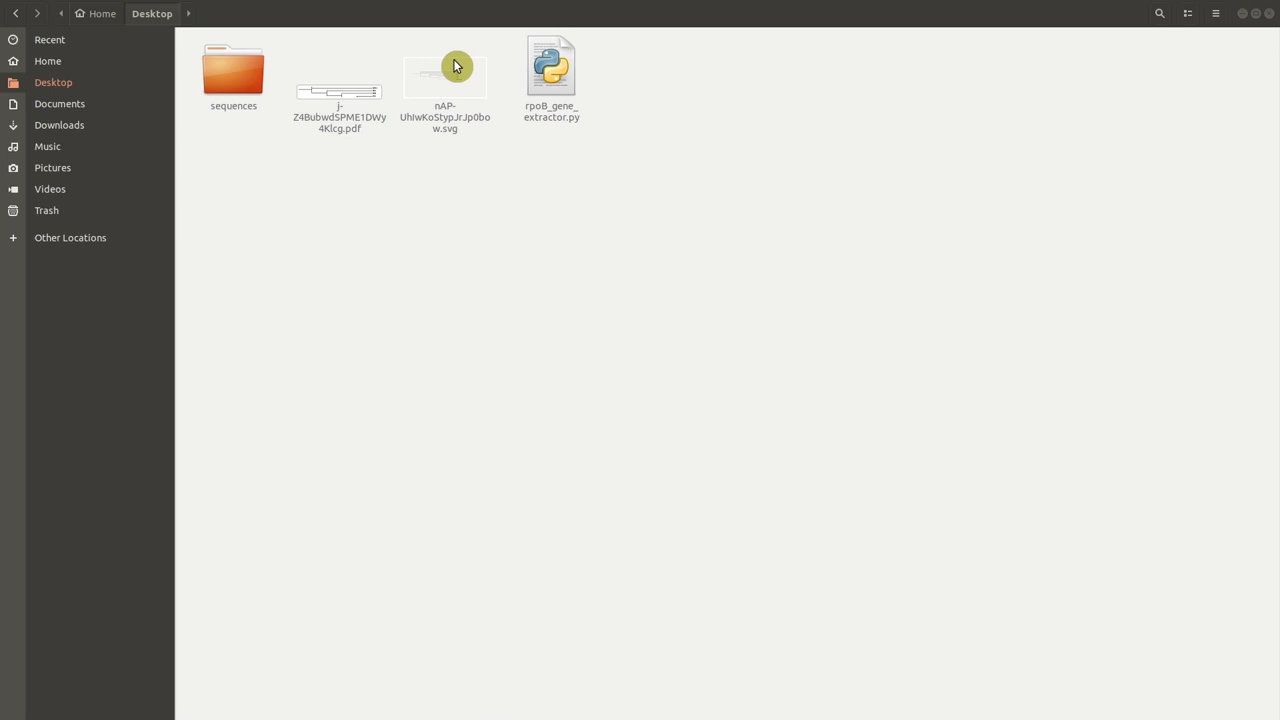 Home
Desktop
Recent
Home
Desktop
Documents
Downloads
Music
Pictures
Videos
Trash
Other Locations
sequences
j-
Z4BubwdSPME1DWy
4Klcg.pdf
nAP-
UhIwKoStypJrJp0bo
w.svg
rpoB_gene_
extractor.py